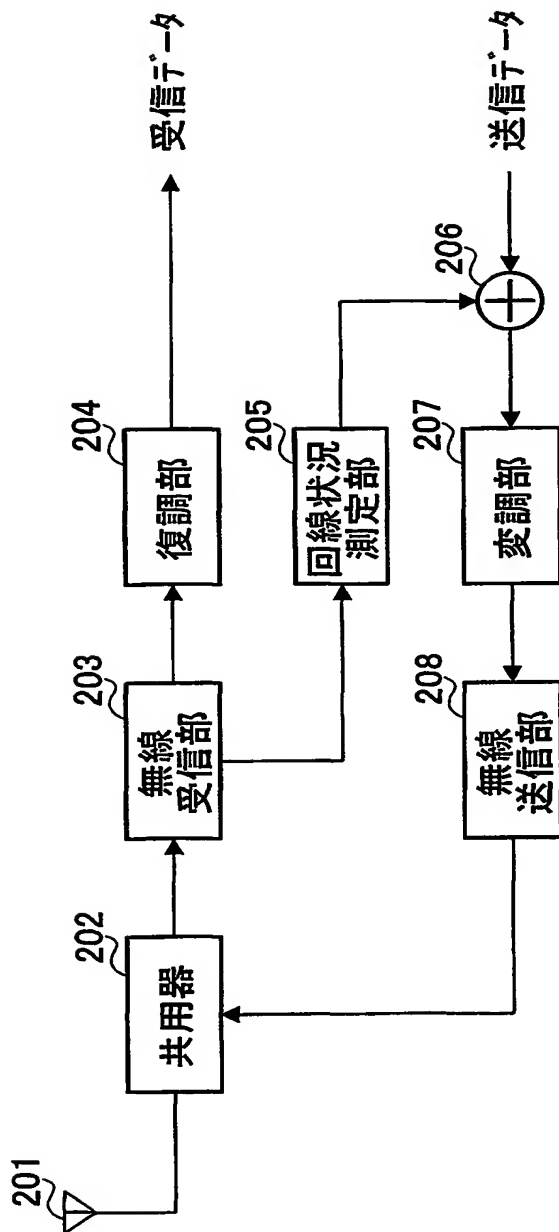 201
202
共用器
203
無線
受信部
204
復調部
受信データ
205
回線状況
測定部
206
送信データ
207
変調部
208
無線
送信部